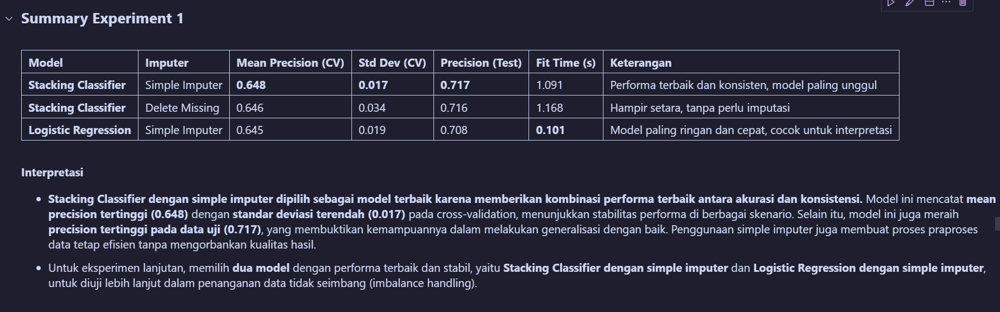 Summary Experiment 1
Model Imputer Mean Precision (CV) Std Dev (CV) Precision (Test) Fit Time (s) Keterangan
Stacking Classifier Simple Imputer 0.648 0.017 0.717 1.091 Performa terbaik dan konsisten, model paling unggul
Stacking Classifier Delete Missing 0.646 0.034 0.716 1.168 Hampir setara, tanpa perlu imputasi
Logistic Regression Simple Imputer 0.645 0.019 0.708 0.101 Model paling ringan dan cepat, cocok untuk interpretasi
Interpretasi
• Stacking Classifier dengan simple imputer dipilih sebagai model terbaik karena memberikan kombinasi performa terbaik antara akurasi dan konsistensi. Model ini mencatat mean
precision tertinggi (0.648) dengan standar deviasi terendah (0.017) pada cross-validation, menunjukkan stabilitas performa di berbagai skenario. Selain itu, model ini juga meraih
precision tertinggi pada data uji (0.717), yang membuktikan kemampuannya dalam melakukan generalisasi dengan baik. Penggunaan simple imputer juga membuat proses praproses
data tetap efisien tanpa mengorbankan kualitas hasil.
• Untuk eksperimen lanjutan, memilih dua model dengan performa terbaik dan stabil, yaitu Stacking Classifier dengan simple imputer dan Logistic Regression dengan simple imputer,
untuk diuji lebih lanjut dalam penanganan data tidak seimbang (imbalance handling).